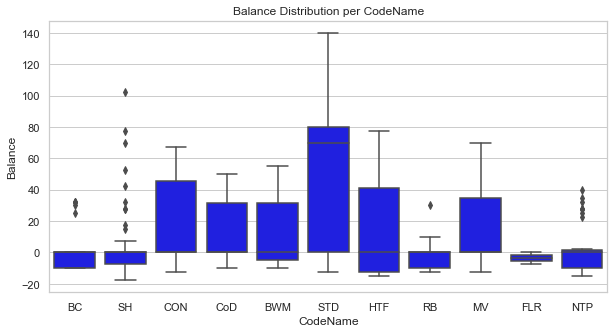 Balance Distribution per CodeName
Balance
140
120
100
80
60
40
20
0
−20
BC SH CON CoD BWM STD HTF RB MV FLR NTP
CodeName